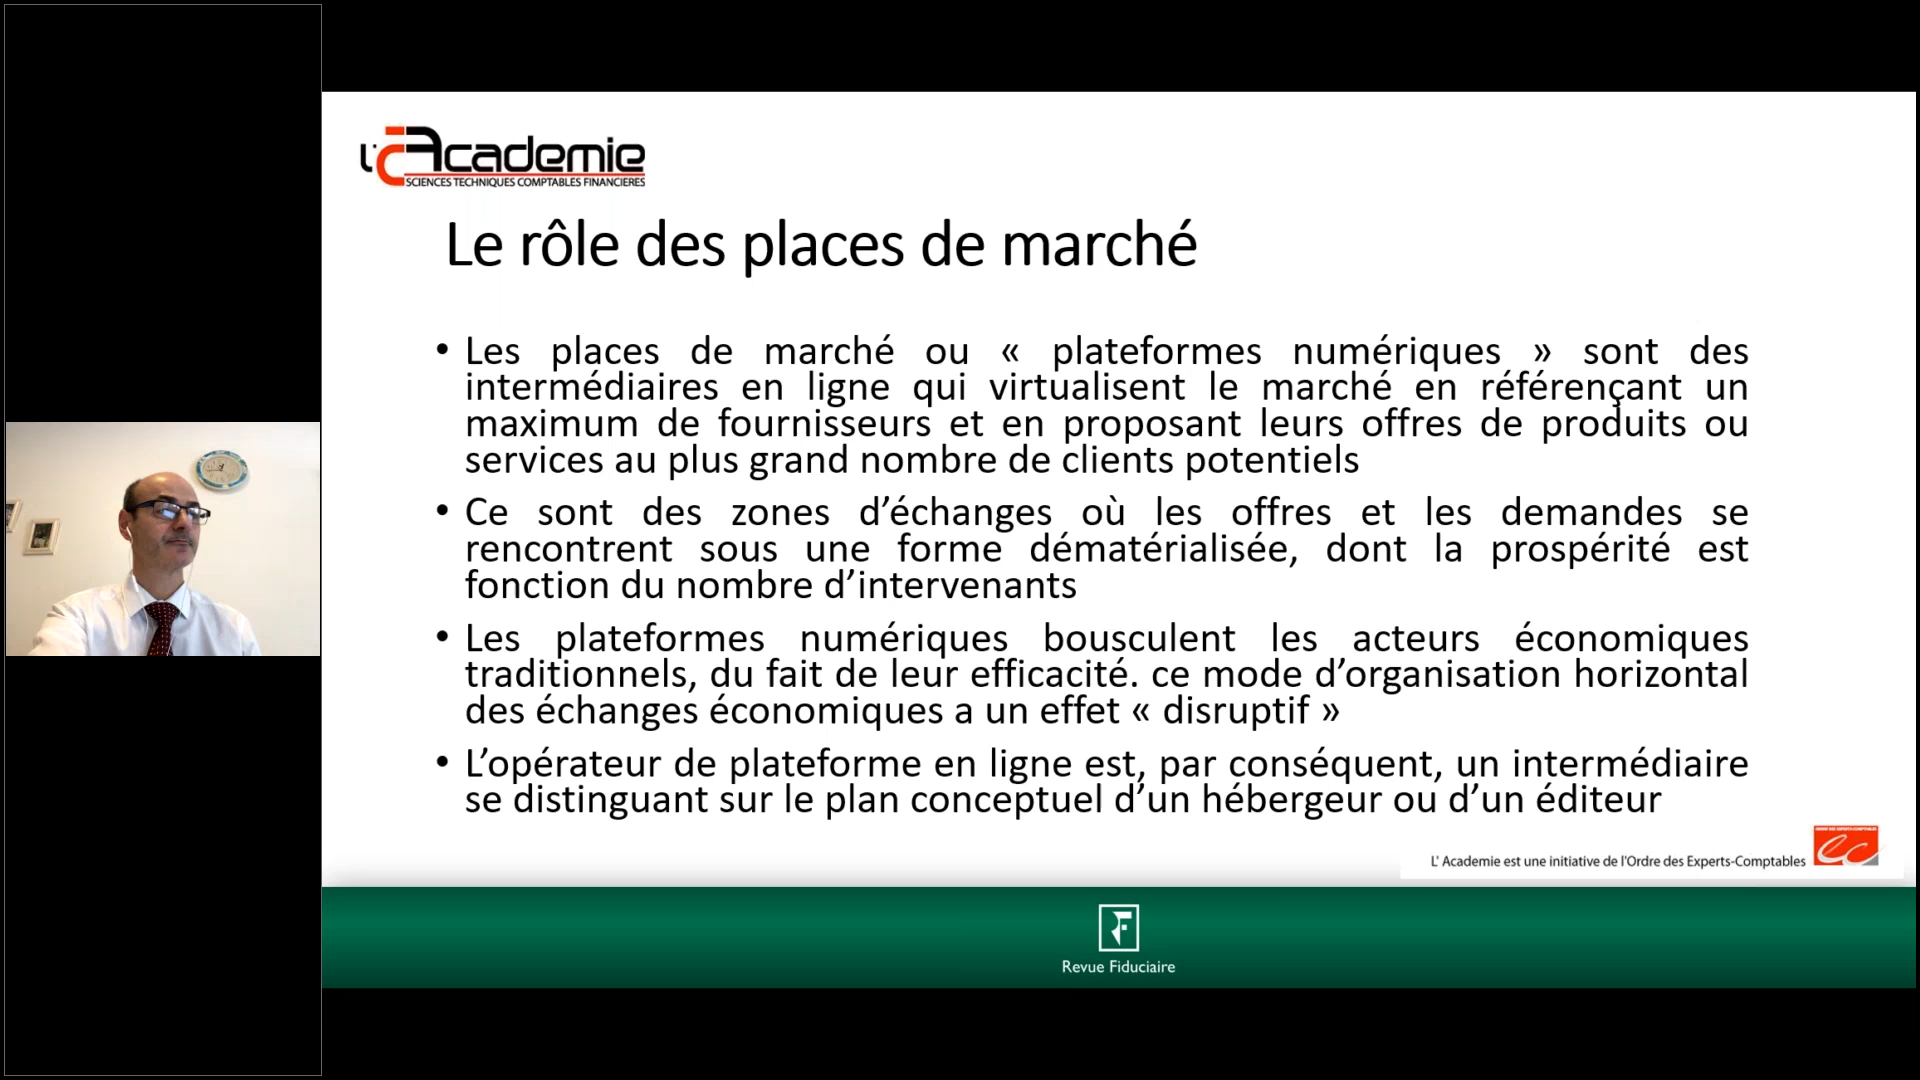 L'Academie
SCIENCES TECHNIQUES COMPTABLES FINANCIERES
Le rôle des places de marché
• Les places de marché ou « plateformes numériques » sont des
intermédiaires en ligne qui virtualisent le marché en référençant un
maximum de fournisseurs et en proposant leurs offres de produits ou
services au plus grand nombre de clients potentiels
• Ce sont des zones d’échanges où les offres et les demandes se
rencontrent sous une forme dématérialisée, dont la prospérité est
fonction du nombre d’intervenants
• Les plateformes numériques bousculent les acteurs économiques
traditionnels, du fait de leur efficacité. ce mode d’organisation horizontal
des échanges économiques a un effet « disruptif »
• L’opérateur de plateforme en ligne est, par conséquent, un intermédiaire
se distinguant sur le plan conceptuel d’un hébergeur ou d’un éditeur
ORDRE DES EXPERTS-COMPTABLES
ec
L' Academie est une initiative de l'Ordre des Experts-Comptables
RF
Revue Fiduciaire